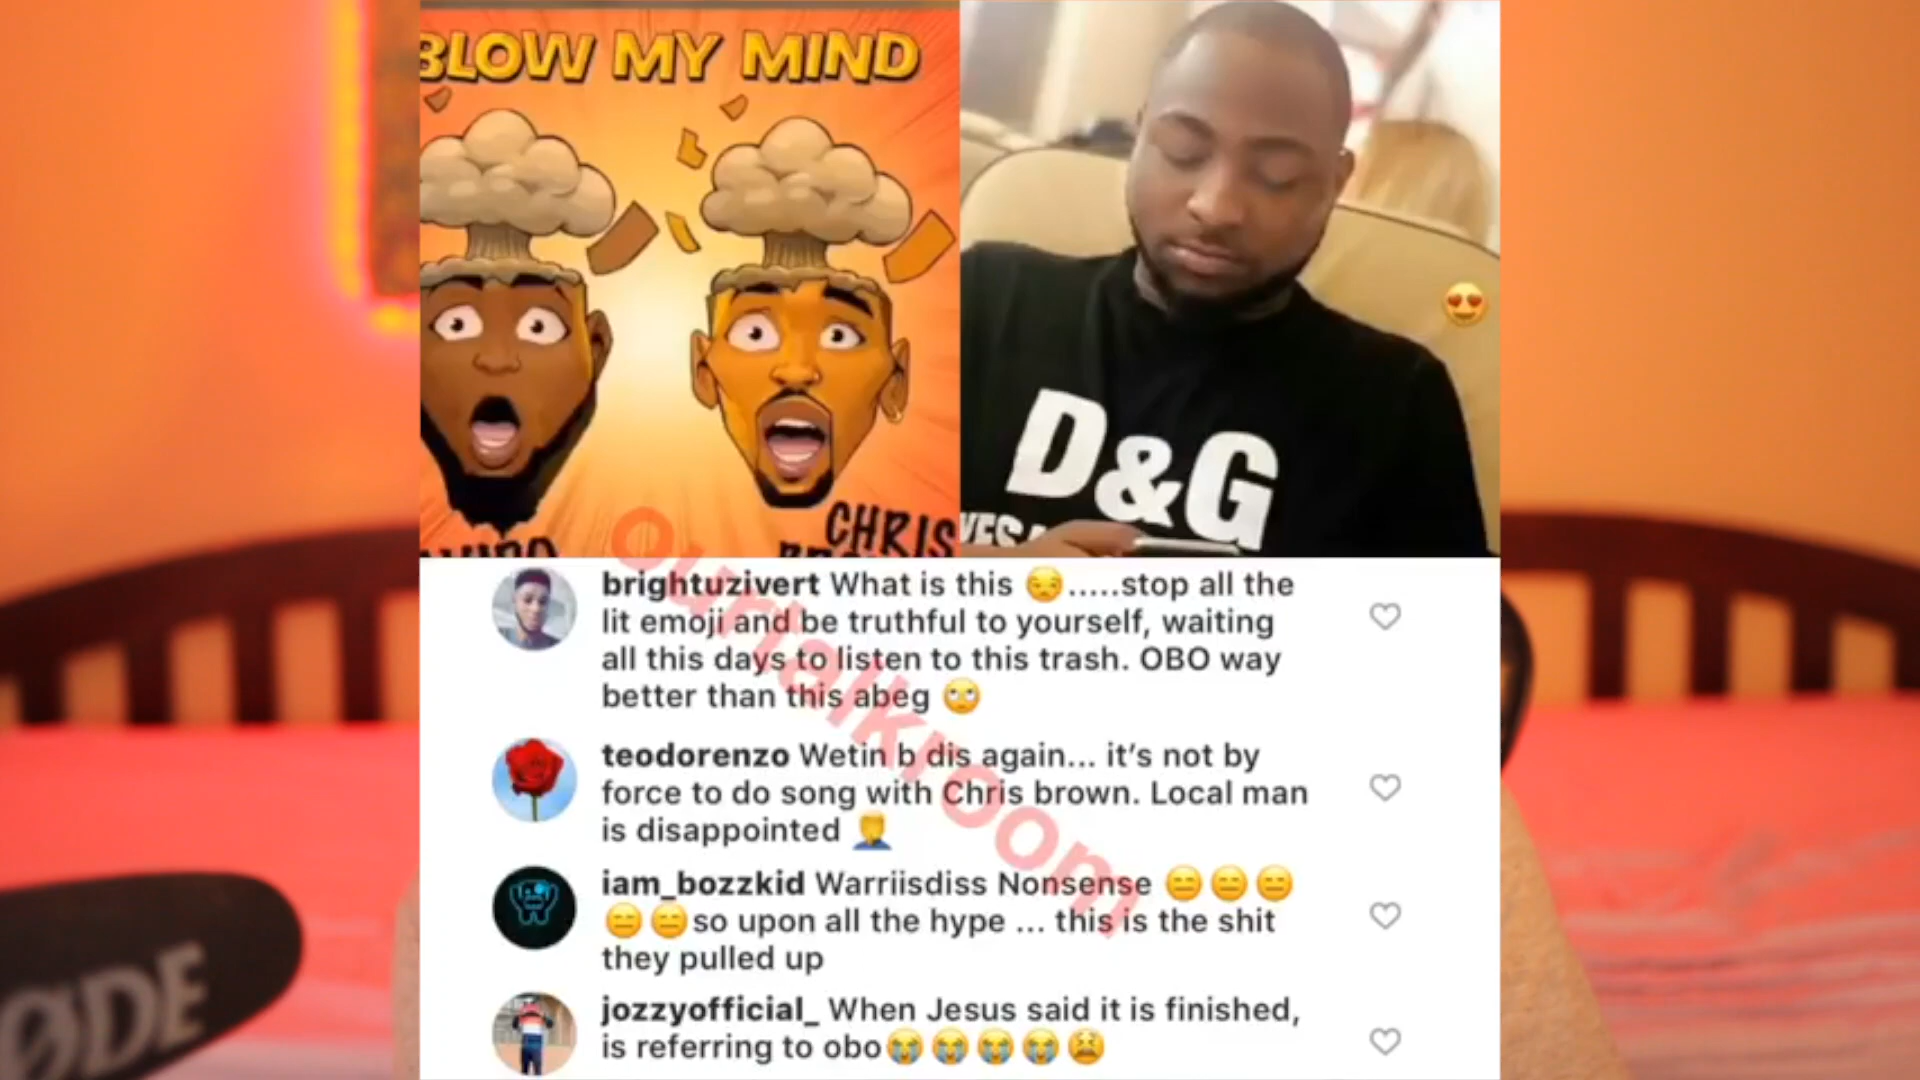 BLOW MY MIND
CHRIS
D&G
brightuzivert What is this 😒.....stop all the
lit emoji and be truthful to yourself, waiting
all this days to listen to this trash. OBO way
better than this abeg 🙄
teodorenzo Wetin b dis again... it’s not by
force to do song with Chris brown. Local man
is disappointed 🤦‍♂️
iam_bozzkid Warriisdiss Nonsense 😑😑😑
😑😑so upon all the hype ... this is the shit
they pulled up
jozzyofficial_ When Jesus said it is finished,
is referring to obo😭😭😭😭😫
ourtalkroom
ØDE